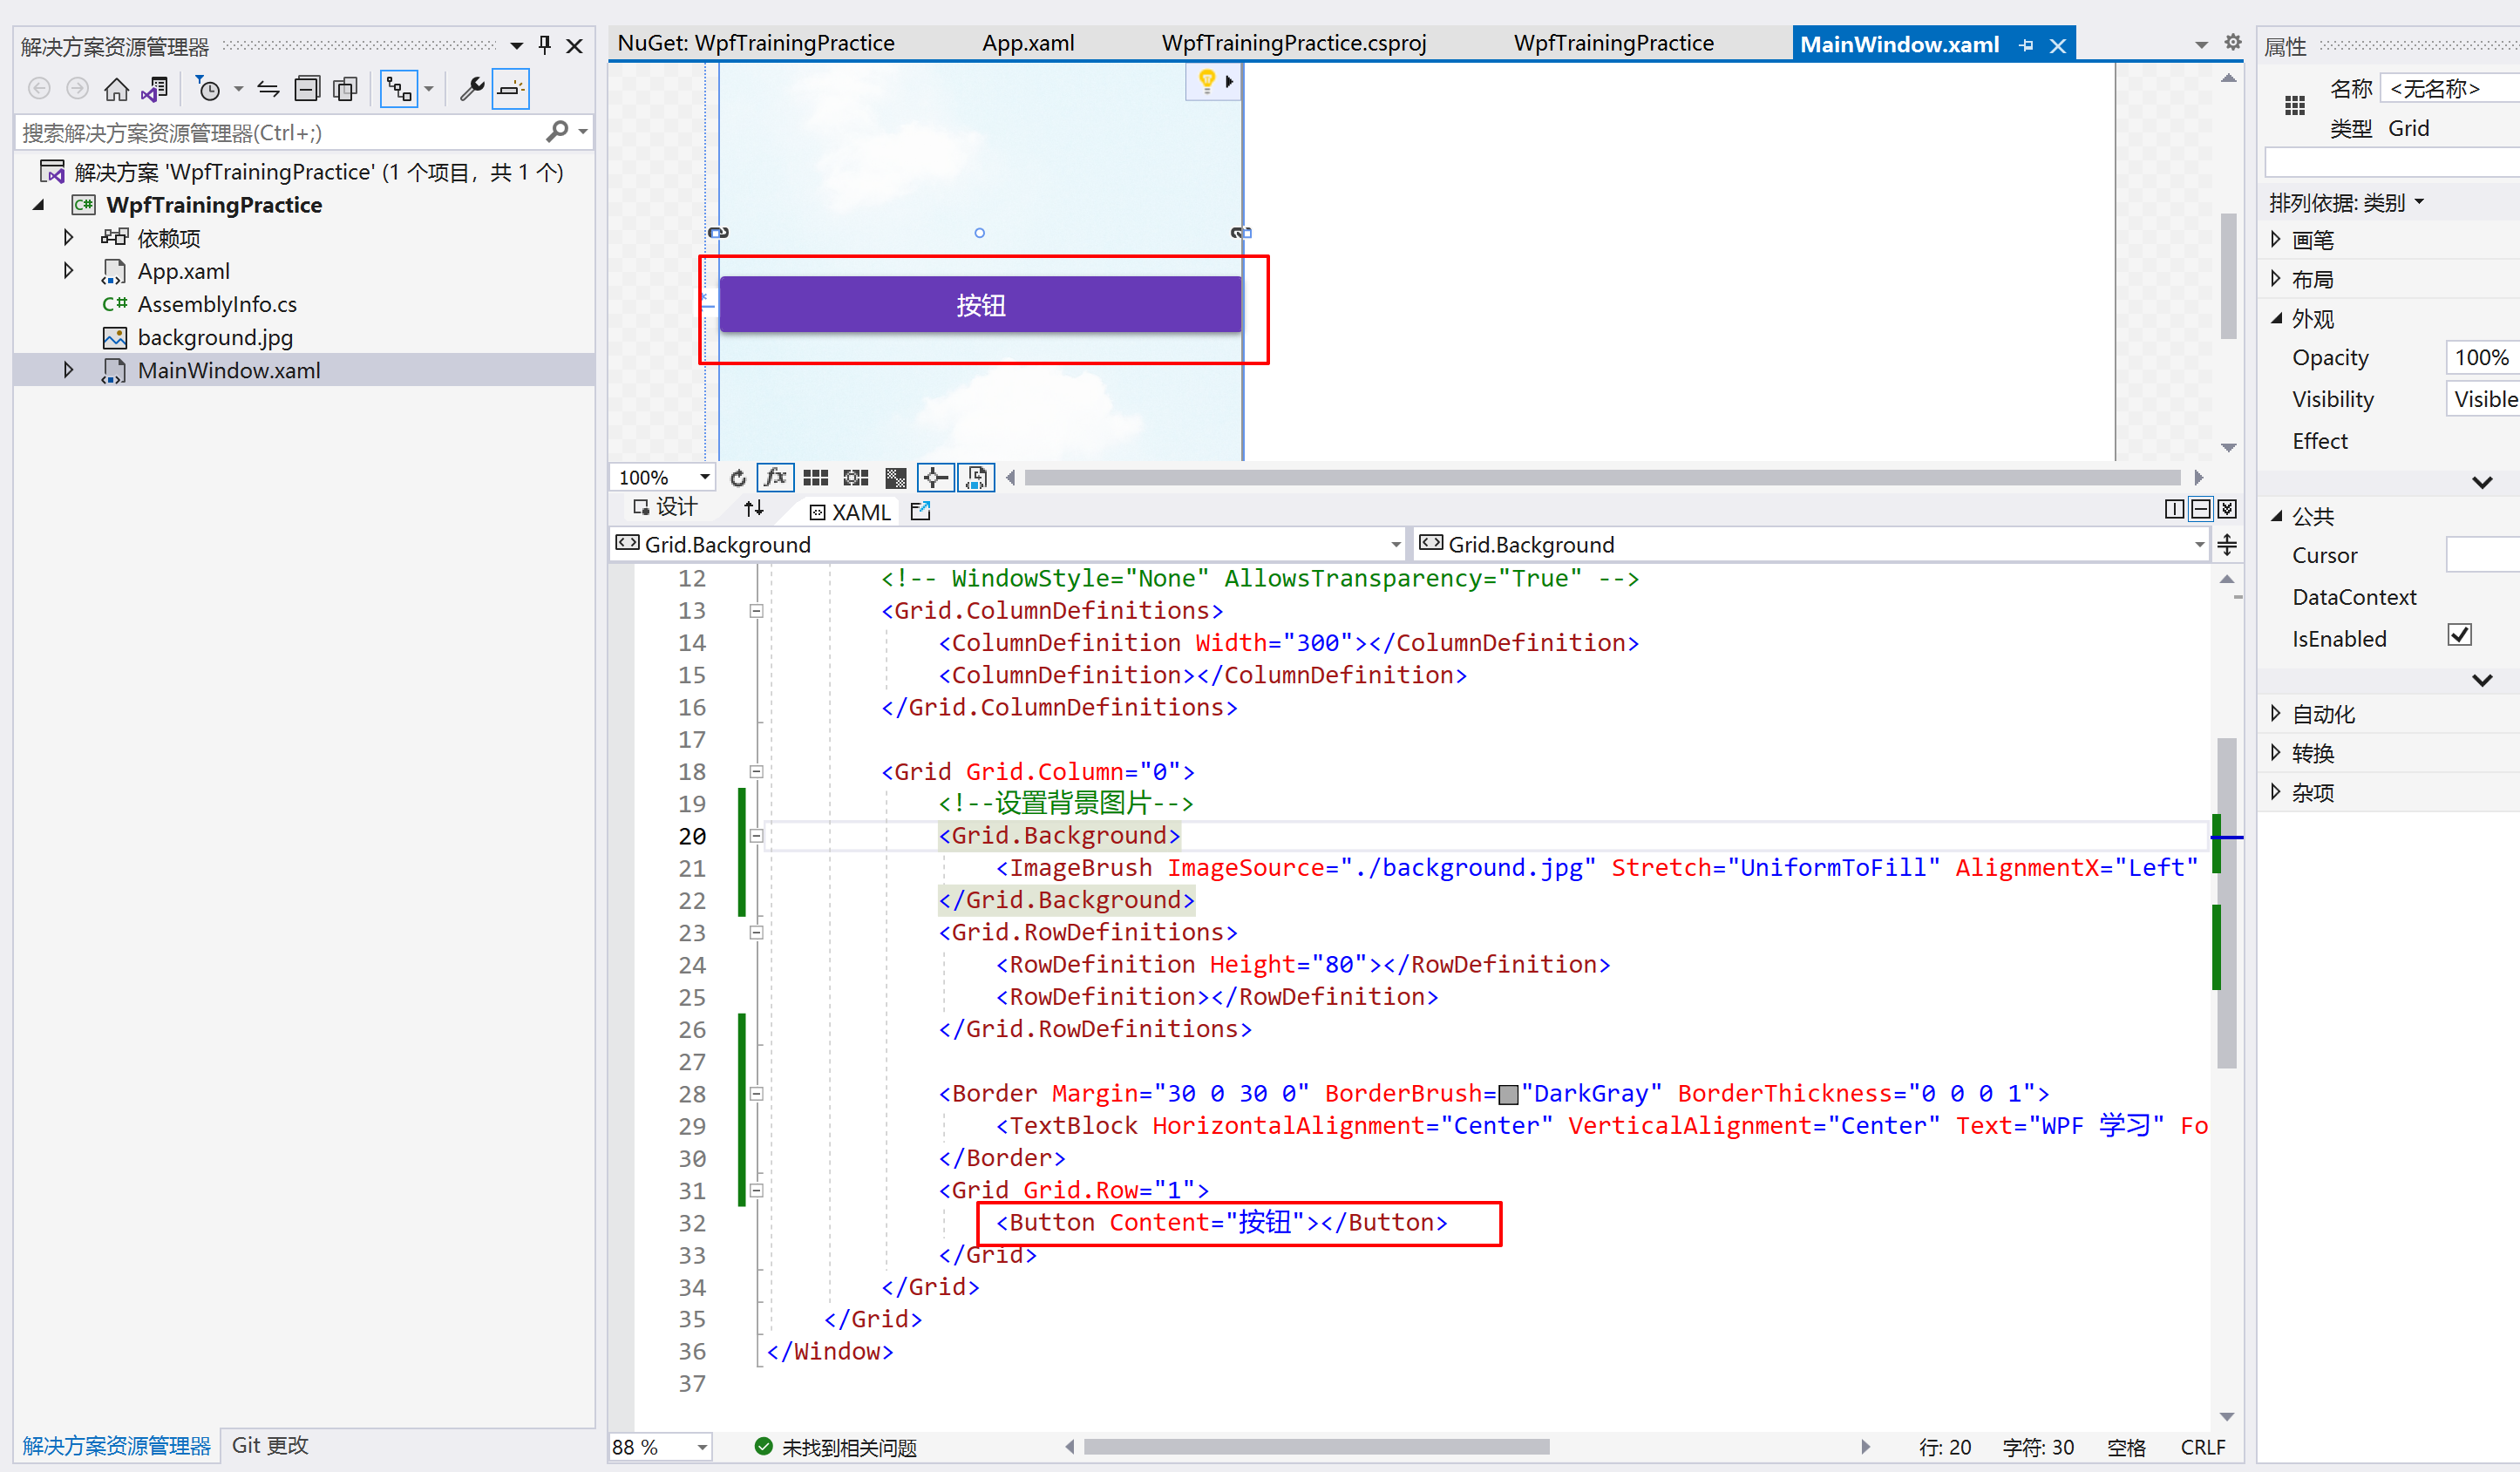 解决方案资源管理器
搜索解决方案资源管理器(Ctrl+;)
解决方案 'WpfTrainingPractice' (1 个项目，共 1 个)
C# WpfTrainingPractice
依赖项
App.xaml
C# AssemblyInfo.cs
background.jpg
MainWindow.xaml
解决方案资源管理器
Git 更改
NuGet: WpfTrainingPractice
App.xaml
WpfTrainingPractice.csproj
WpfTrainingPractice
MainWindow.xaml
按钮
100%
fx
设计
XAML
Grid.Background
Grid.Background
12 <!-- WindowStyle="None" AllowsTransparency="True" -->
13 <Grid.ColumnDefinitions>
14 <ColumnDefinition Width="300"></ColumnDefinition>
15 <ColumnDefinition></ColumnDefinition>
16 </Grid.ColumnDefinitions>
17
18 <Grid Grid.Column="0">
19 <!--设置背景图片-->
20 <Grid.Background>
21 <ImageBrush ImageSource="./background.jpg" Stretch="UniformToFill" AlignmentX="Left"
22 </Grid.Background>
23 <Grid.RowDefinitions>
24 <RowDefinition Height="80"></RowDefinition>
25 <RowDefinition></RowDefinition>
26 </Grid.RowDefinitions>
27
28 <Border Margin="30 0 30 0" BorderBrush="DarkGray" BorderThickness="0 0 0 1">
29 <TextBlock HorizontalAlignment="Center" VerticalAlignment="Center" Text="WPF 学习" Fo
30 </Border>
31 <Grid Grid.Row="1">
32 <Button Content="按钮"></Button>
33 </Grid>
34 </Grid>
35 </Grid>
36 </Window>
37
88 %
未找到相关问题
行: 20
字符: 30
空格
CRLF
属性
名称 <无名称>
类型 Grid
排列依据: 类别
画笔
布局
外观
Opacity 100%
Visibility Visible
Effect
公共
Cursor
DataContext
IsEnabled
自动化
转换
杂项